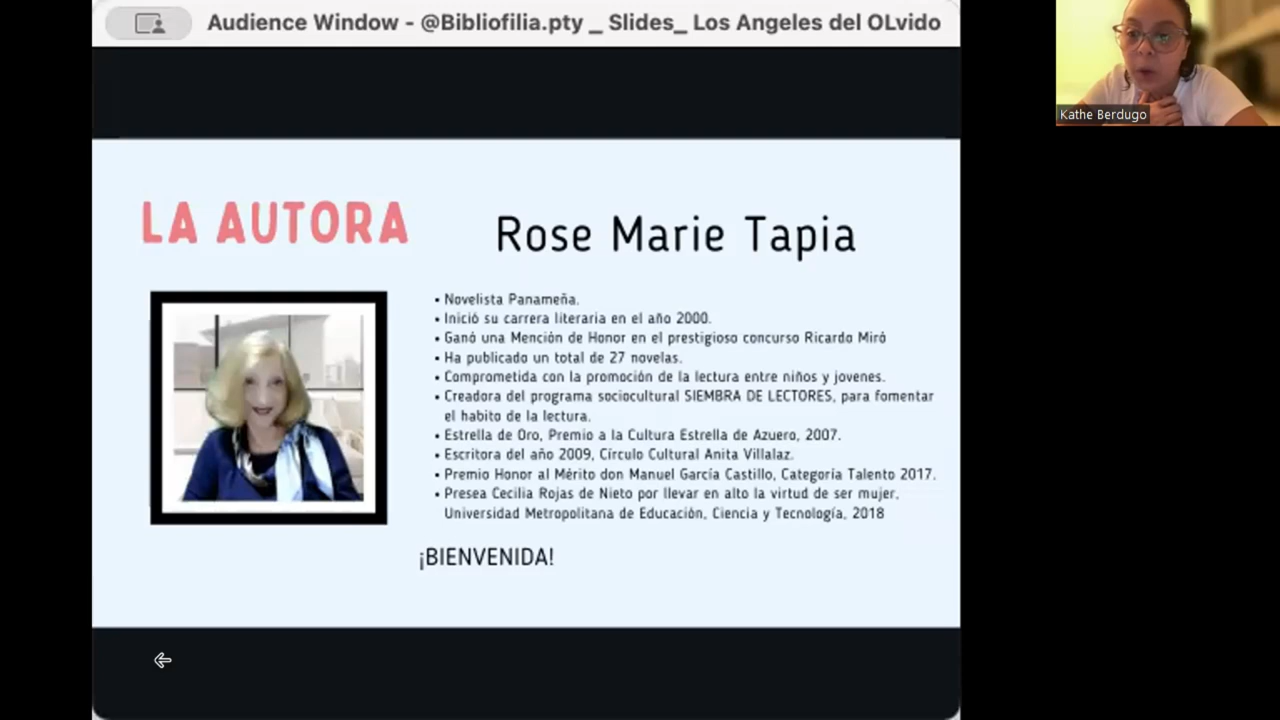 Audience Window - @Bibliofilia.pty _ Slides_ Los Angeles del OLvido
Kathe Berdugo
LA AUTORA
Rose Marie Tapia
• Novelista Panameña.
• Inició su carrera literaria en el año 2000.
• Ganó una Mención de Honor en el prestigioso concurso Ricardo Miró
• Ha publicado un total de 27 novelas.
• Comprometida con la promoción de la lectura entre niños y jovenes.
• Creadora del programa sociocultural SIEMBRA DE LECTORES, para fomentar
el habito de la lectura.
• Estrella de Oro, Premio a la Cultura Estrella de Azuero, 2007.
• Escritora del año 2009, Círculo Cultural Anita Villalaz.
• Premio Honor al Mérito don Manuel García Castillo, Categoría Talento 2017.
• Presea Cecilia Rojas de Nieto por llevar en alto la virtud de ser mujer,
Universidad Metropolitana de Educación, Ciencia y Tecnología, 2018
¡BIENVENIDA!